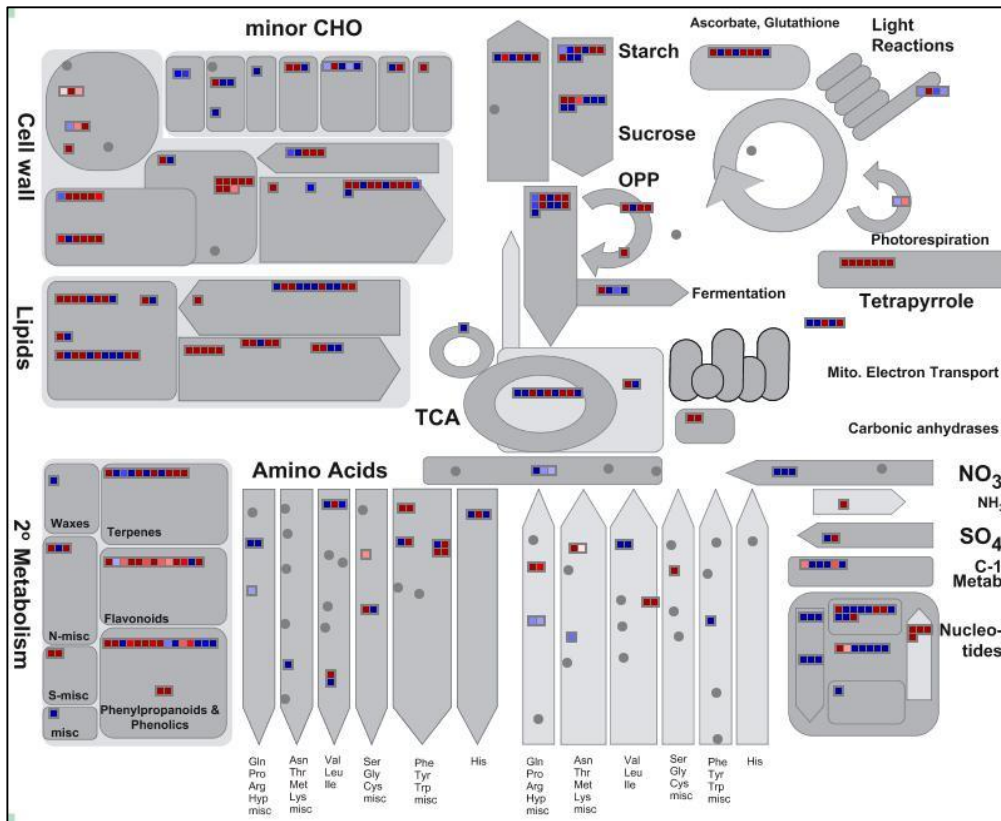 minor CHO
Ascorbate, Glutathione
Light
Reactions
Starch
Sucrose
Cell wall
OPP
Photorespiration
Tetrapyrrole
Fermentation
Lipids
Mito. Electron Transport
TCA
Carbonic anhydrases
Amino Acids
NO3
NH3
SO4
C-1
Metab
Nucleo-
tides
2º Metabolism
Waxes
Terpenes
N-misc
Flavonoids
S-misc
misc
Phenylpropanoids &
Phenolics
Gln
Pro
Arg
Hyp
misc
Asn
Thr
Met
Lys
misc
Val
Leu
Ile
Ser
Gly
Cys
misc
Phe
Tyr
Trp
misc
His
Gln
Pro
Arg
Hyp
misc
Asn
Thr
Met
Lys
misc
Val
Leu
Ile
Ser
Gly
Cys
misc
Phe
Tyr
Trp
misc
His